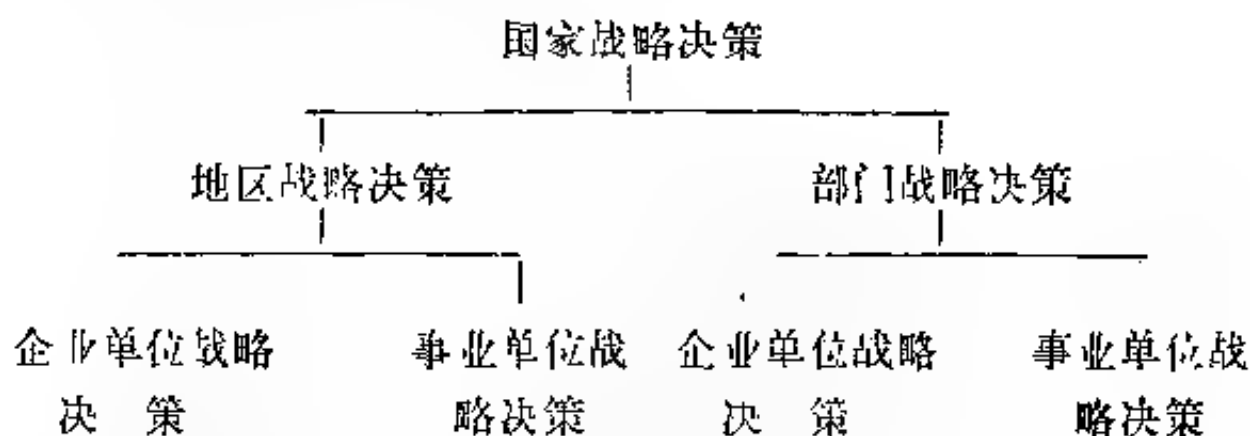 国家战略决策
地区战略决策 部门战略决策
企业单位战略 事业单位战 企业单位战略 事业单位战
决 策 略决策 决 策 略决策